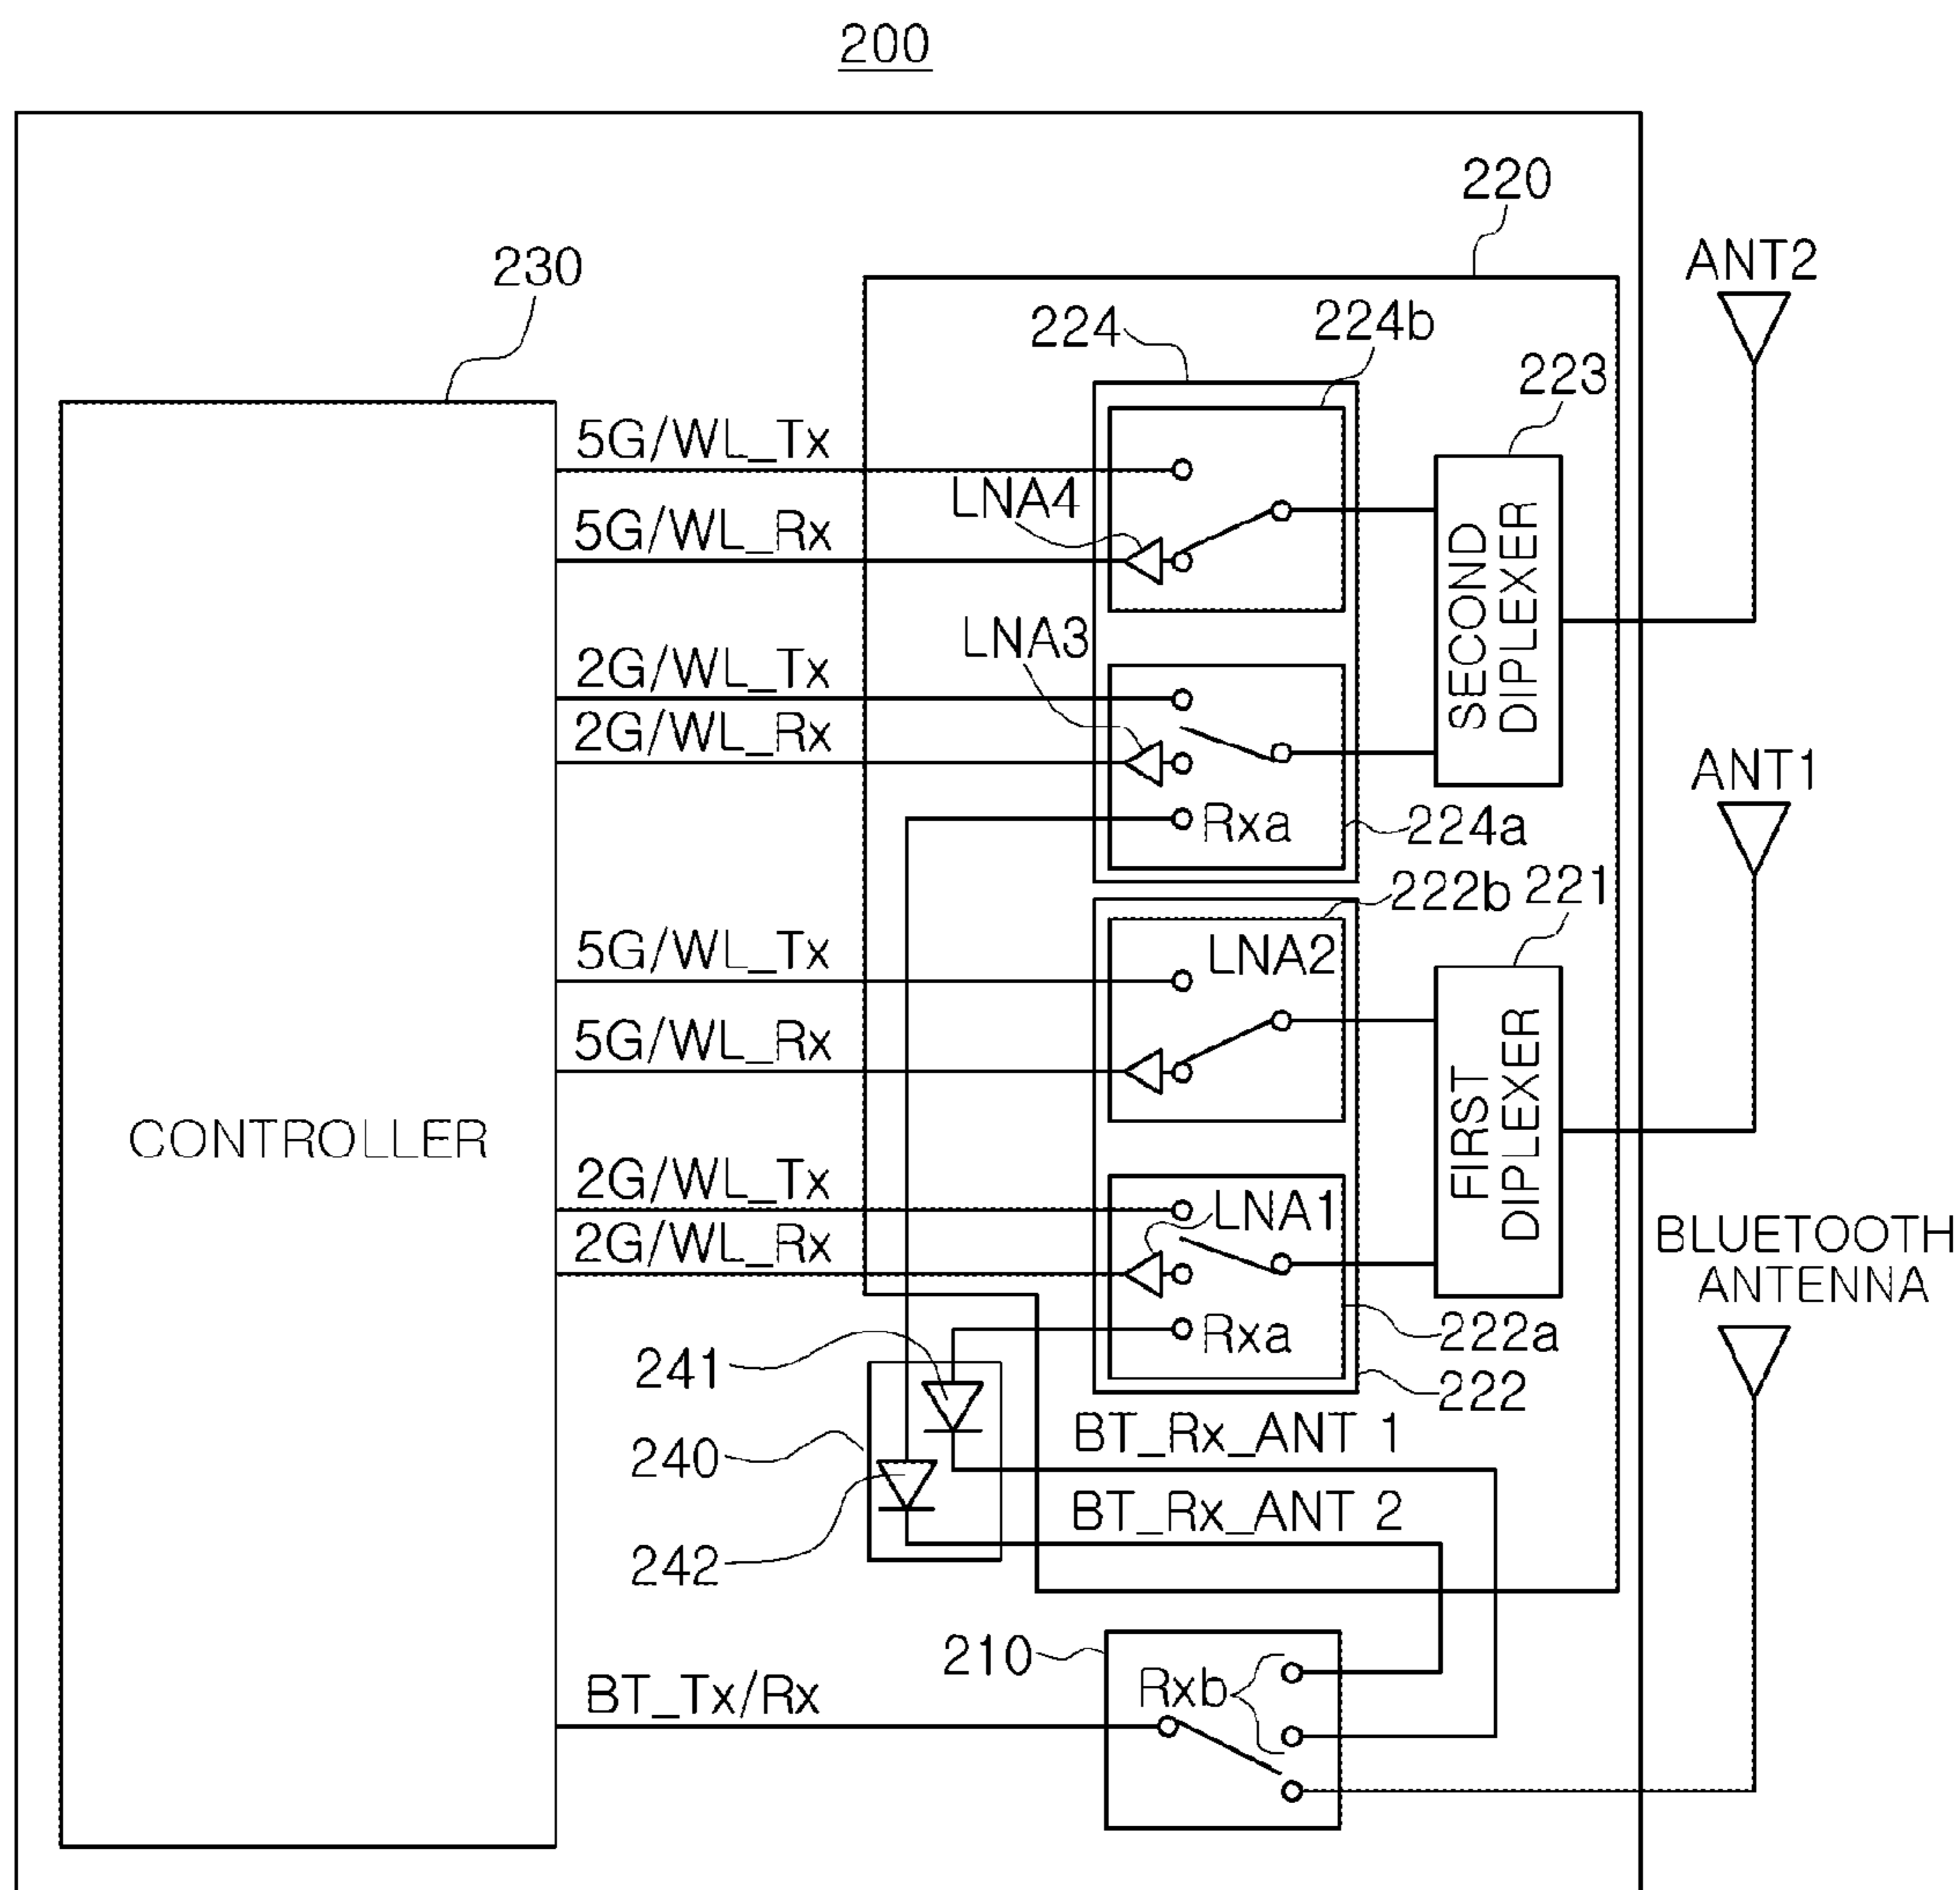 200
220
ANT2
230
224
224b
223
5G/WL_Tx
LNA4
5G/WL_Rx
SECOND
DIPLEXER
LNA3
2G/WL_Tx
2G/WL_Rx
ANT1
Rxa
224a
222b
221
5G/WL_Tx
LNA2
5G/WL_Rx
FIRST
DIPLEXER
CONTROLLER
2G/WL_Tx
LNA1
2G/WL_Rx
BLUETOOTH
ANTENNA
Rxa
222a
241
222
BT_Rx_ANT 1
240
BT_Rx_ANT 2
242
210
Rxb
BT_Tx/Rx